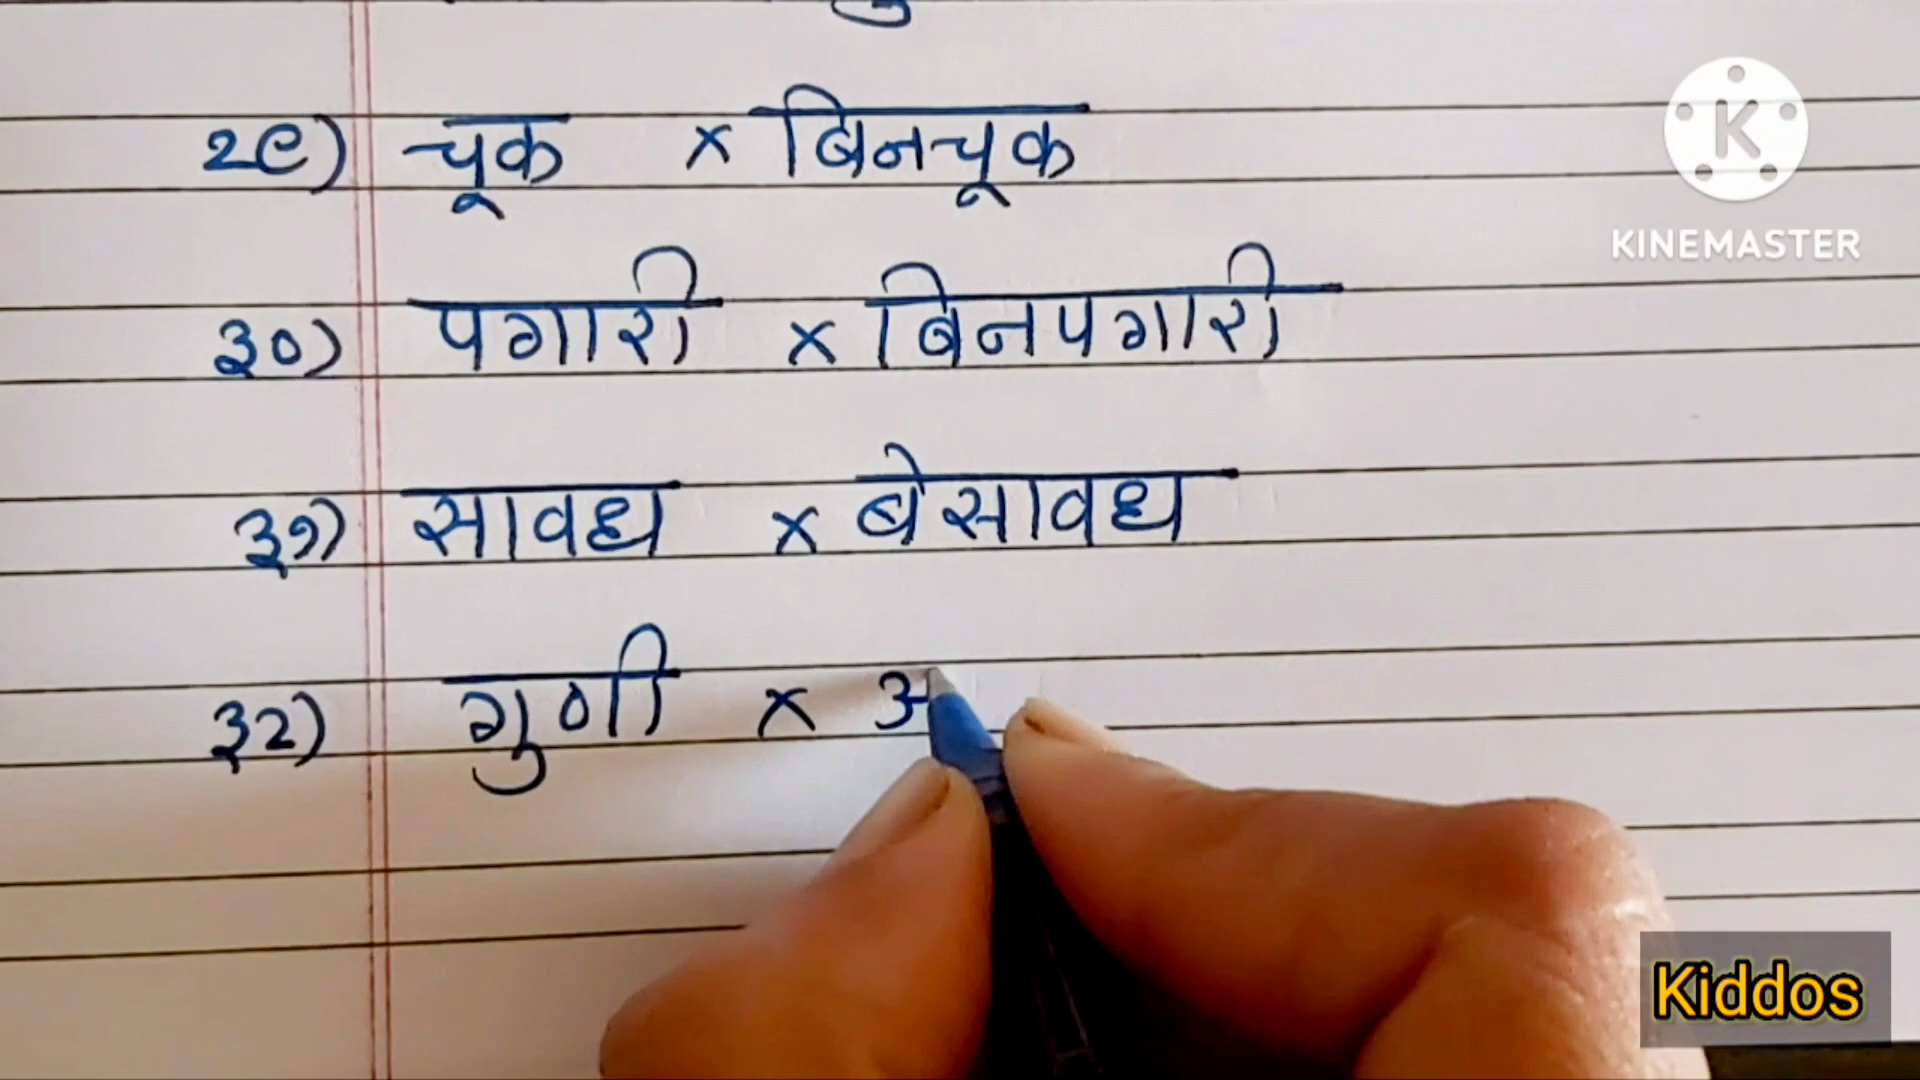 २९) चूक × बिनचूक
३०) पगारी × बिनपगारी
३१) सावध × बेसावध
३२) गुणी × अ
KINEMASTER
Kiddos